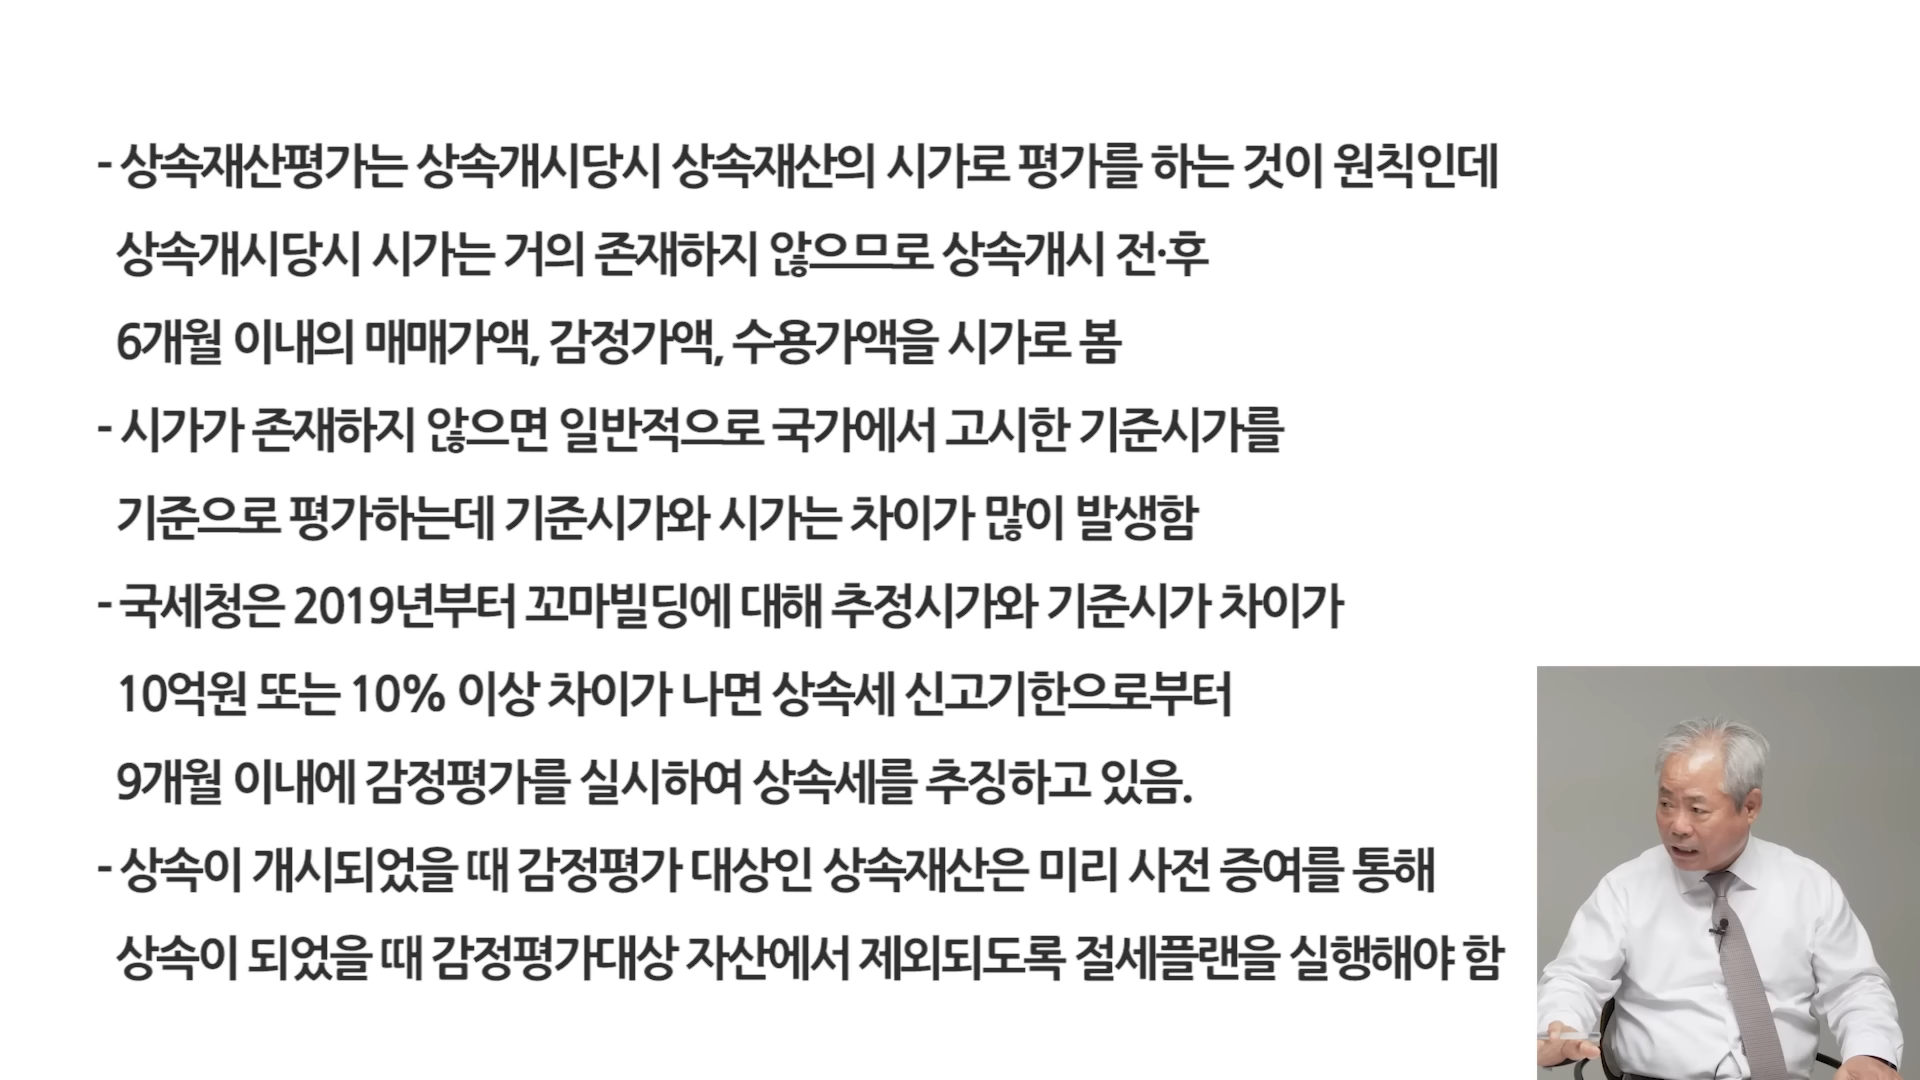 - 상속재산평가는 상속개시당시 상속재산의 시가로 평가를 하는 것이 원칙인데
상속개시당시 시가는 거의 존재하지 않으므로 상속개시 전·후
6개월 이내의 매매가액, 감정가액, 수용가액을 시가로 봄
- 시가가 존재하지 않으면 일반적으로 국가에서 고시한 기준시가를
기준으로 평가하는데 기준시가와 시가는 차이가 많이 발생함
- 국세청은 2019년부터 꼬마빌딩에 대해 추정시가와 기준시가 차이가
10억원 또는 10% 이상 차이가 나면 상속세 신고기한으로부터
9개월 이내에 감정평가를 실시하여 상속세를 추징하고 있음.
- 상속이 개시되었을 때 감정평가 대상인 상속재산은 미리 사전 증여를 통해
상속이 되었을 때 감정평가대상 자산에서 제외되도록 절세플랜을 실행해야 함